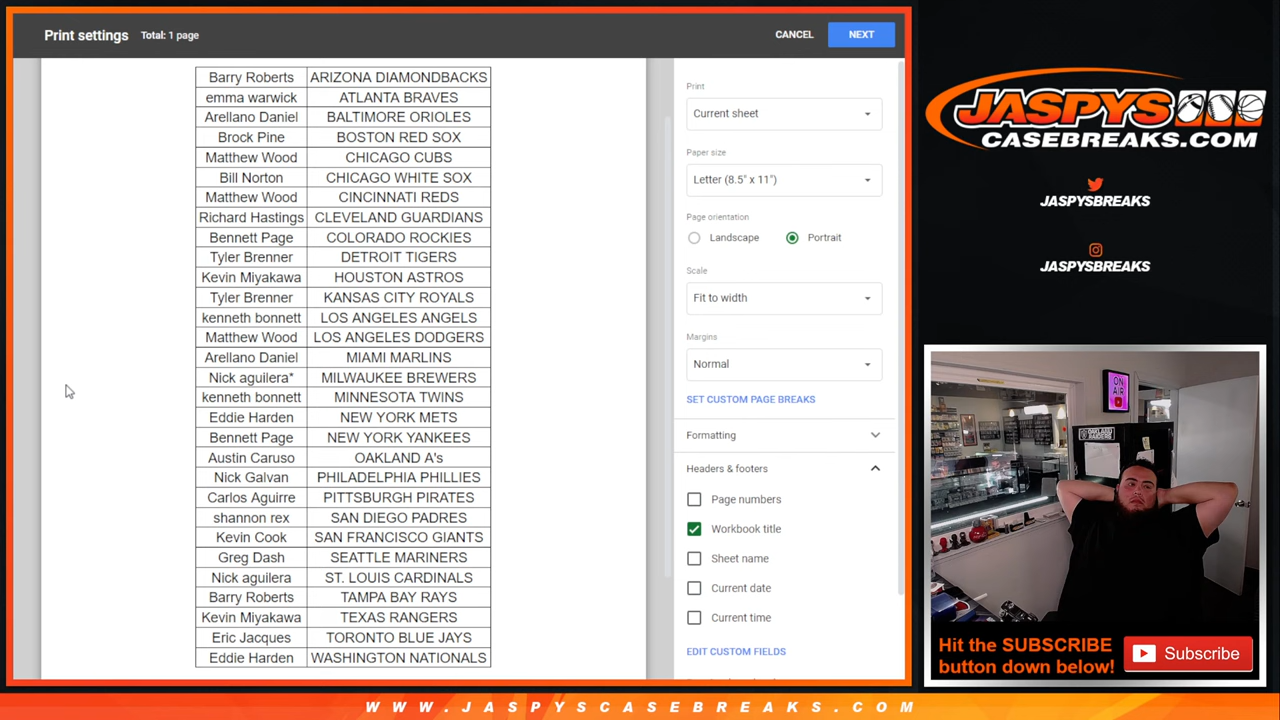 Print settings Total: 1 page CANCEL NEXT
Barry Roberts ARIZONA DIAMONDBACKS
emma warwick ATLANTA BRAVES
Arellano Daniel BALTIMORE ORIOLES
Brock Pine BOSTON RED SOX
Matthew Wood CHICAGO CUBS
Bill Norton CHICAGO WHITE SOX
Matthew Wood CINCINNATI REDS
Richard Hastings CLEVELAND GUARDIANS
Bennett Page COLORADO ROCKIES
Tyler Brenner DETROIT TIGERS
Kevin Miyakawa HOUSTON ASTROS
Tyler Brenner KANSAS CITY ROYALS
kenneth bonnett LOS ANGELES ANGELS
Matthew Wood LOS ANGELES DODGERS
Arellano Daniel MIAMI MARLINS
Nick aguilera* MILWAUKEE BREWERS
kenneth bonnett MINNESOTA TWINS
Eddie Harden NEW YORK METS
Bennett Page NEW YORK YANKEES
Austin Caruso OAKLAND A's
Nick Galvan PHILADELPHIA PHILLIES
Carlos Aguirre PITTSBURGH PIRATES
shannon rex SAN DIEGO PADRES
Kevin Cook SAN FRANCISCO GIANTS
Greg Dash SEATTLE MARINERS
Nick aguilera ST. LOUIS CARDINALS
Barry Roberts TAMPA BAY RAYS
Kevin Miyakawa TEXAS RANGERS
Eric Jacques TORONTO BLUE JAYS
Eddie Harden WASHINGTON NATIONALS
Print
Current sheet
Paper size
Letter (8.5" x 11")
Page orientation
Landscape Portrait
Scale
Fit to width
Margins
Normal
SET CUSTOM PAGE BREAKS
Formatting
Headers & footers
Page numbers
Workbook title
Sheet name
Current date
Current time
EDIT CUSTOM FIELDS
JASPYS
CASEBREAKS.COM
JASPYSBREAKS
JASPYSBREAKS
ON
AIR
Hit the SUBSCRIBE
button down below!
Subscribe
WWW.JASPYSCASEBREAKS.COM